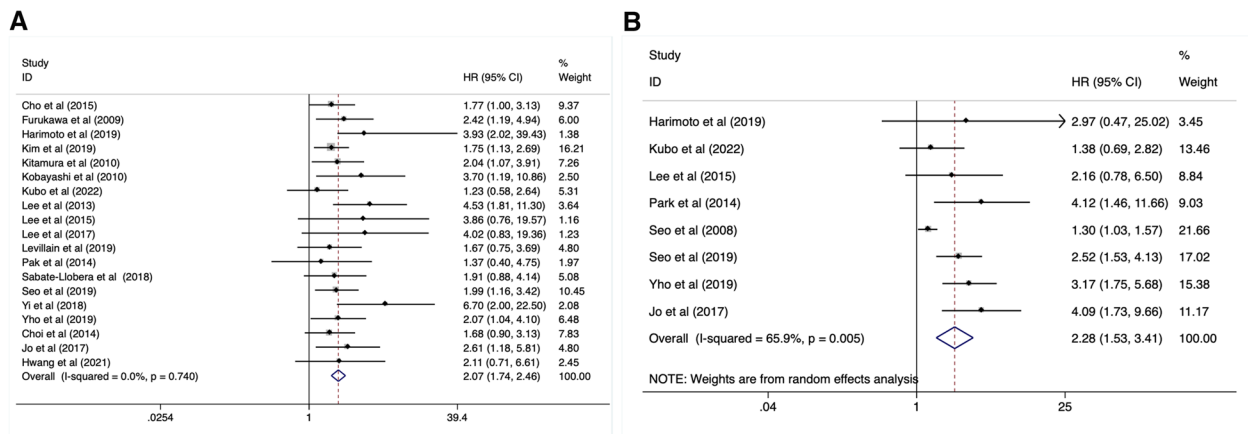 A
Study %
ID HR (95% CI) Weight
Cho et al (2015) 1.77 (1.00, 3.13) 9.37
Furukawa et al (2009) 2.42 (1.19, 4.94) 6.00
Harimoto et al (2019) 3.93 (2.02, 39.43) 1.38
Kim et al (2019) 1.75 (1.13, 2.69) 16.21
Kitamura et al (2010) 2.04 (1.07, 3.91) 7.26
Kobayashi et al (2010) 3.70 (1.19, 10.86) 2.50
Kubo et al (2022) 1.23 (0.58, 2.64) 5.31
Lee et al (2013) 4.53 (1.81, 11.30) 3.64
Lee et al (2015) 3.86 (0.76, 19.57) 1.16
Lee et al (2017) 4.02 (0.83, 19.36) 1.23
Levillain et al (2019) 1.67 (0.75, 3.69) 4.80
Pak et al (2014) 1.37 (0.40, 4.75) 1.97
Sabate-Llobera et al (2018) 1.91 (0.88, 4.14) 5.08
Seo et al (2019) 1.99 (1.16, 3.42) 10.45
Yi et al (2018) 6.70 (2.00, 22.50) 2.08
Yho et al (2019) 2.07 (1.04, 4.10) 6.48
Choi et al (2014) 1.68 (0.90, 3.13) 7.83
Jo et al (2017) 2.61 (1.18, 5.81) 4.80
Hwang et al (2021) 2.11 (0.71, 6.61) 2.45
Overall (I-squared = 0.0%, p = 0.740) 2.07 (1.74, 2.46) 100.00
.0254 1 39.4
B
Study %
ID HR (95% CI) Weight
Harimoto et al (2019) 2.97 (0.47, 25.02) 3.45
Kubo et al (2022) 1.38 (0.69, 2.82) 13.46
Lee et al (2015) 2.16 (0.78, 6.50) 8.84
Park et al (2014) 4.12 (1.46, 11.66) 9.03
Seo et al (2008) 1.30 (1.03, 1.57) 21.66
Seo et al (2019) 2.52 (1.53, 4.13) 17.02
Yho et al (2019) 3.17 (1.75, 5.68) 15.38
Jo et al (2017) 4.09 (1.73, 9.66) 11.17
Overall (I-squared = 65.9%, p = 0.005) 2.28 (1.53, 3.41) 100.00
NOTE: Weights are from random effects analysis
.04 1 25